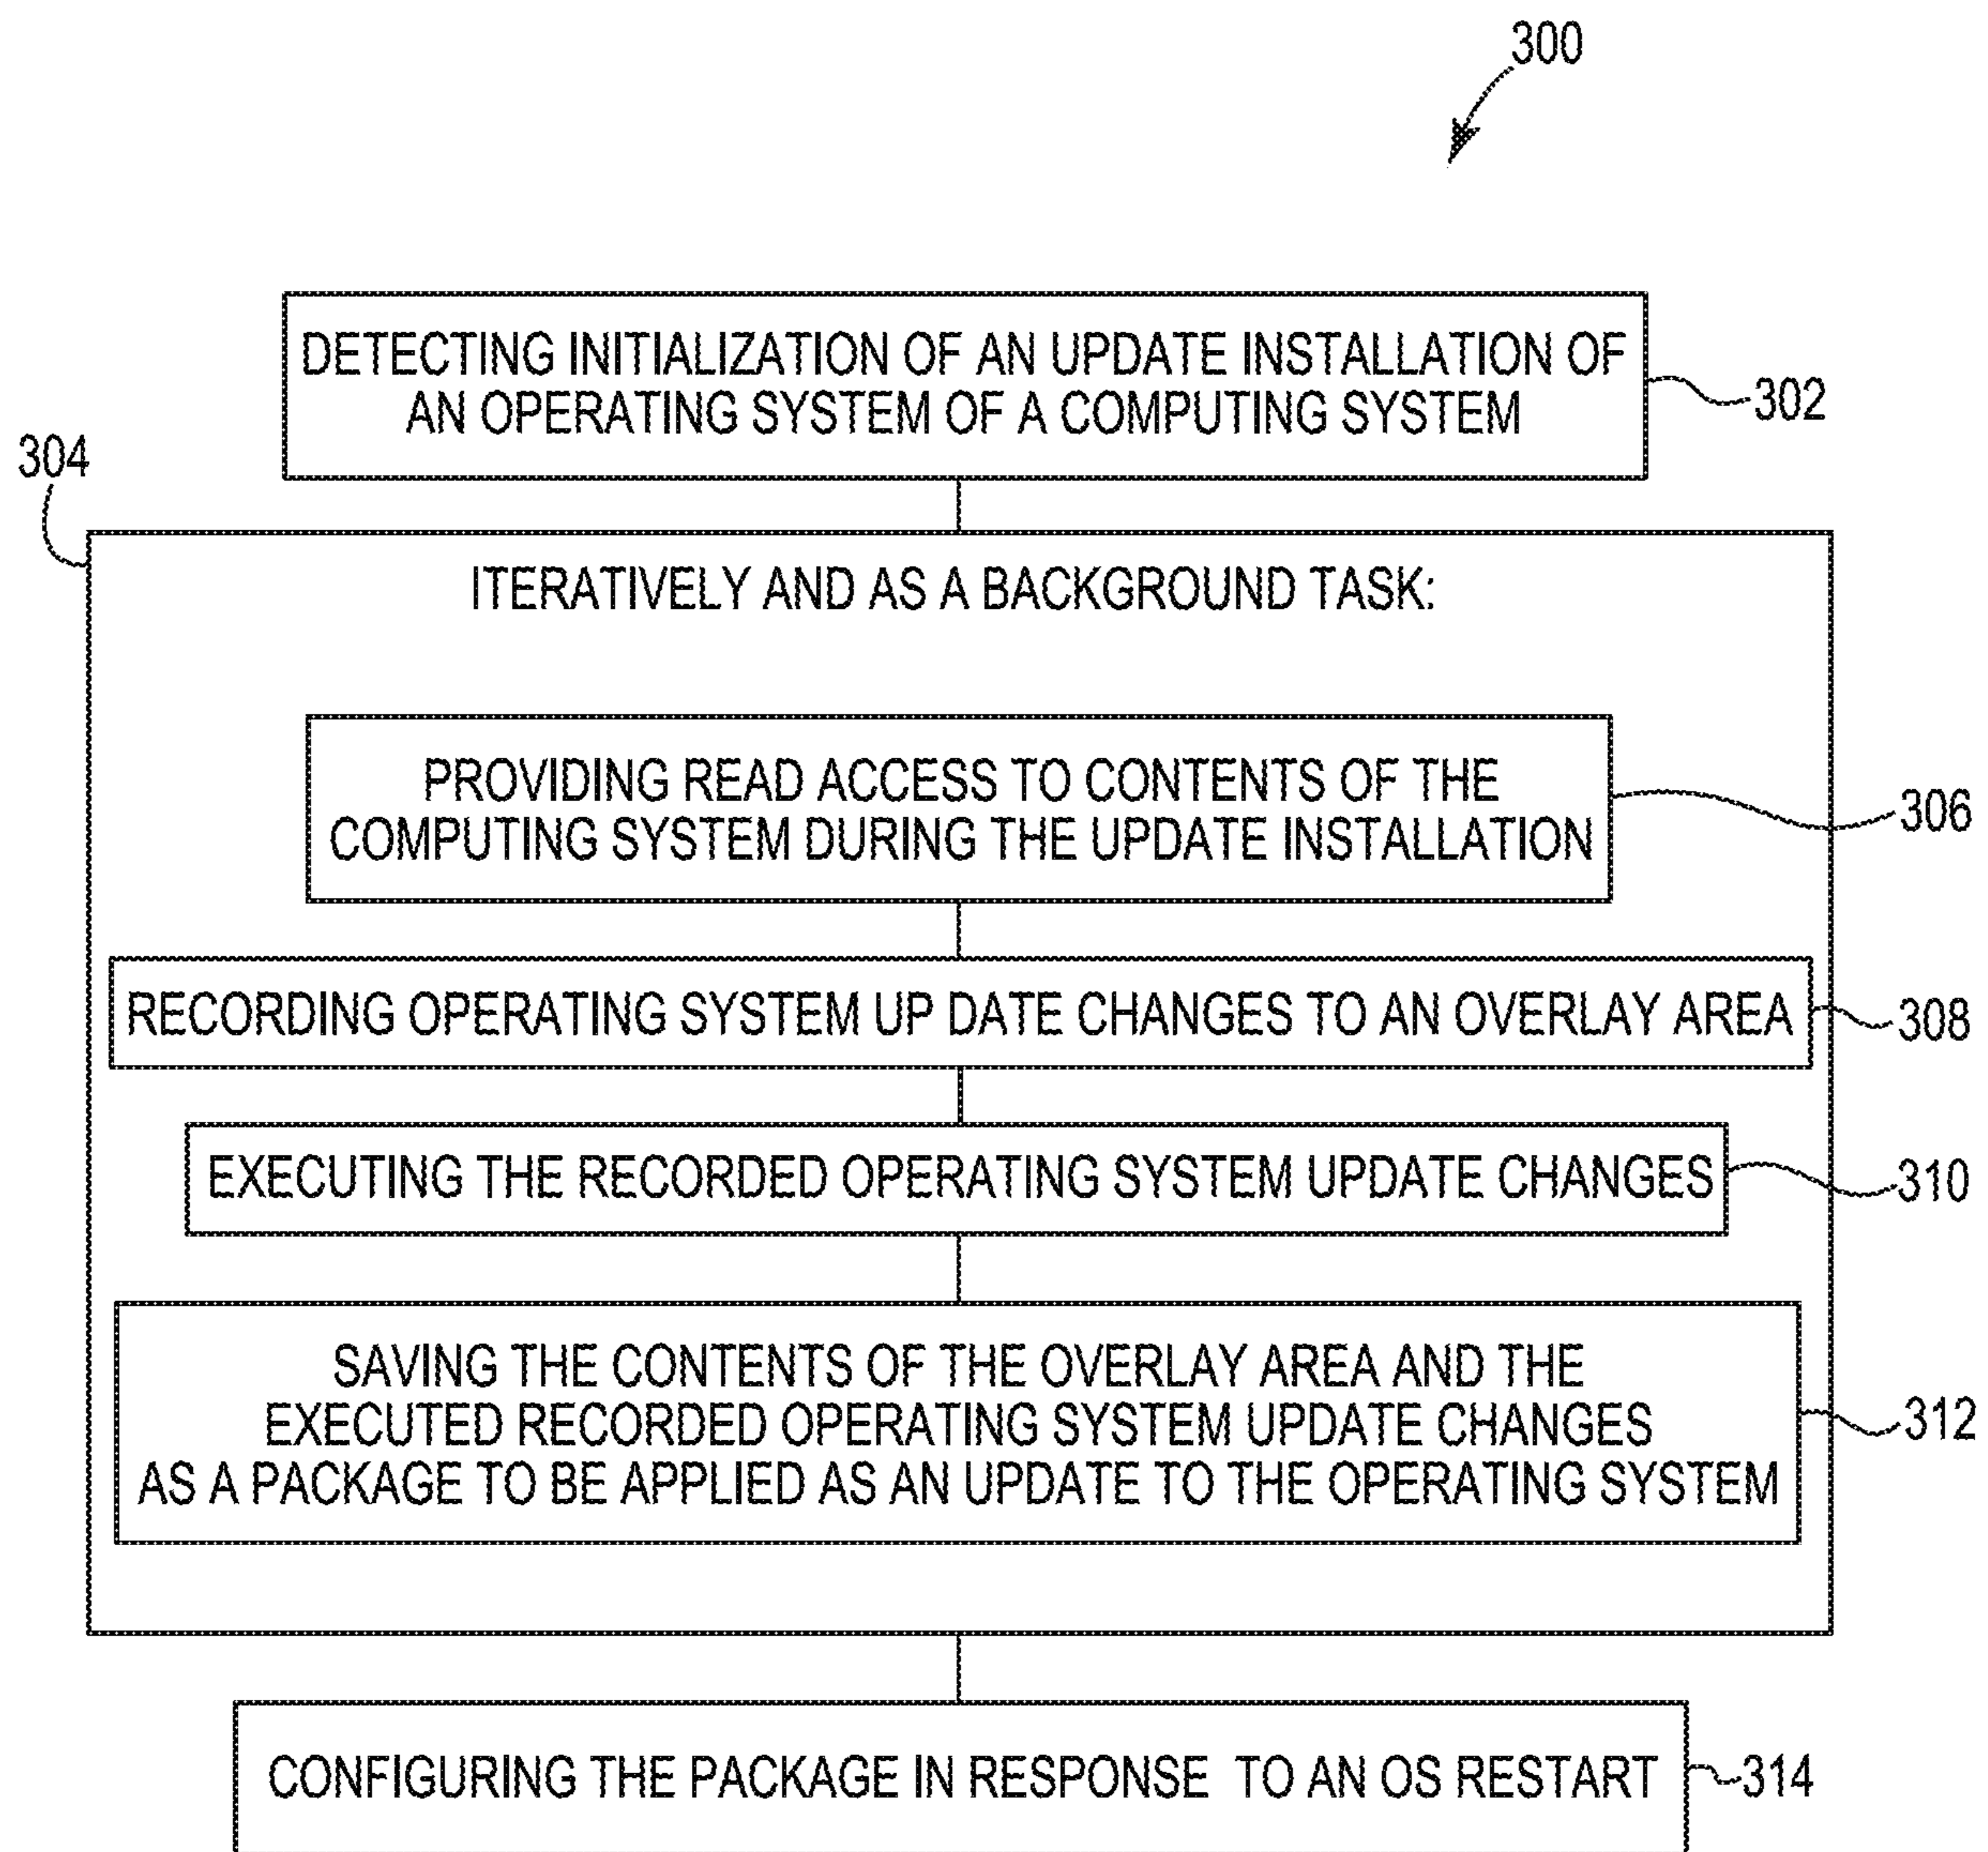 300
DETECTING INITIALIZATION OF AN UPDATE INSTALLATION OF
AN OPERATING SYSTEM OF A COMPUTING SYSTEM
302
304
ITERATIVELY AND AS A BACKGROUND TASK:
PROVIDING READ ACCESS TO CONTENTS OF THE
COMPUTING SYSTEM DURING THE UPDATE INSTALLATION
306
RECORDING OPERATING SYSTEM UP DATE CHANGES TO AN OVERLAY AREA
308
EXECUTING THE RECORDED OPERATING SYSTEM UPDATE CHANGES
310
SAVING THE CONTENTS OF THE OVERLAY AREA AND THE
EXECUTED RECORDED OPERATING SYSTEM UPDATE CHANGES
AS A PACKAGE TO BE APPLIED AS AN UPDATE TO THE OPERATING SYSTEM
312
CONFIGURING THE PACKAGE IN RESPONSE TO AN OS RESTART
314